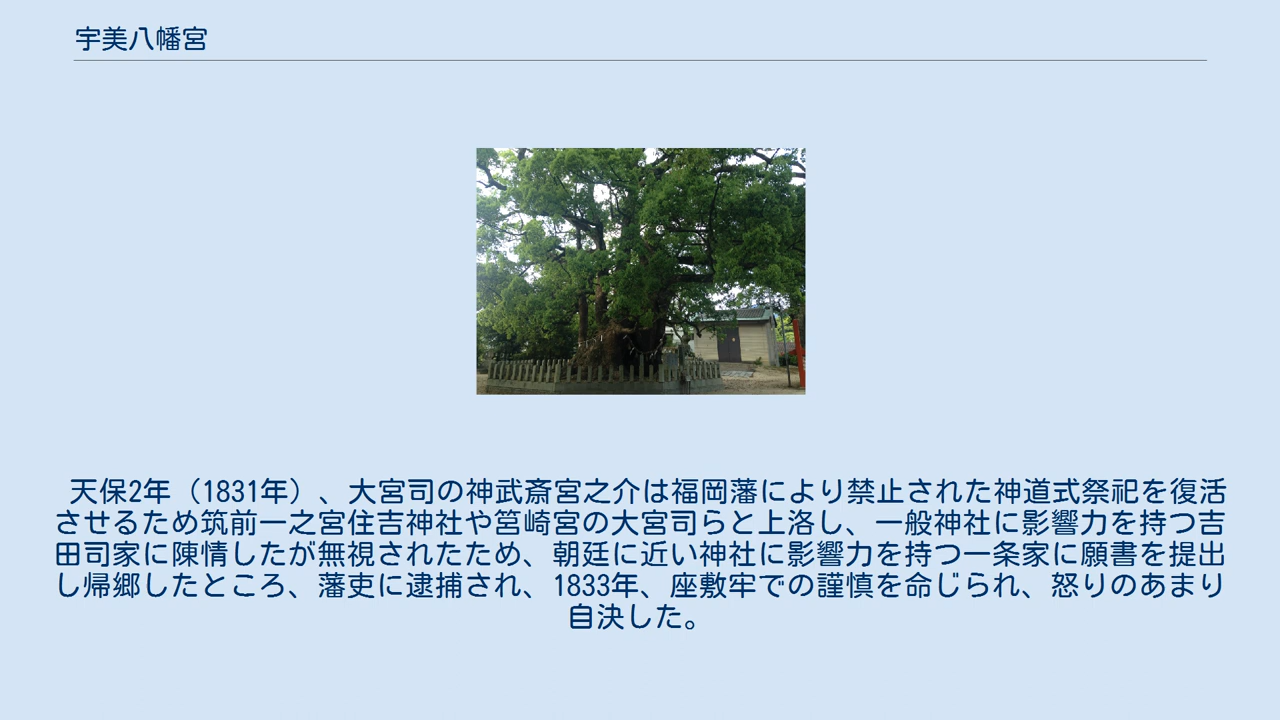 宇美八幡宮
天保2年（1831年）、大宮司の神武斎宮之介は福岡藩により禁止された神道式祭祀を復活
させるため筑前一之宮住吉神社や筥崎宮の大宮司らと上洛し、一般神社に影響力を持つ吉
田司家に陳情したが無視されたため、朝廷に近い神社に影響力を持つ一条家に願書を提出
し帰郷したところ、藩吏に逮捕され、1833年、座敷牢での謹慎を命じられ、怒りのあまり
自決した。